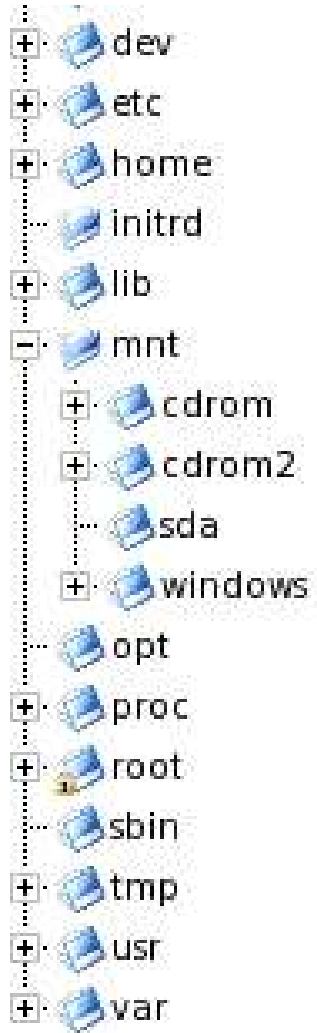 dev
etc
home
initrd
lib
mnt
cdrom
cdrom2
sda
windows
opt
proc
root
sbin
tmp
usr
var